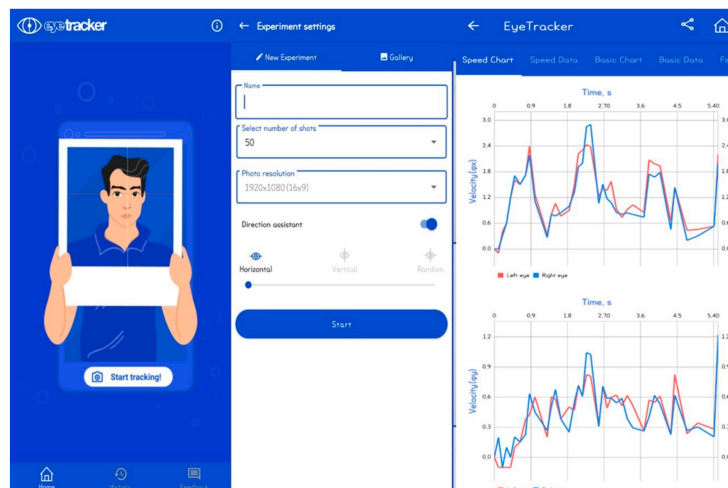 eyetracker
Start tracking!
Home
History
Feedback
Experiment settings
New Experiment
Gallery
Name
Select number of shots
50
Photo resolution
1920x1080 (16x9)
Direction assistant
Horizontal
Vertical
Random
Start
EyeTracker
Speed Chart
Speed Data
Basic Chart
Basic Data
Time, s
0 0,9 1,8 2,70 3,6 4,5 5,40
3.0
2.4
1.8
1.2
0.6
0.0
Velocity(φx)
Left eye
Right eye
Time, s
0 0,9 1,8 2,70 3,6 4,5 5,40
1.2
0.9
0.6
0.3
0.0
Velocity(φy)